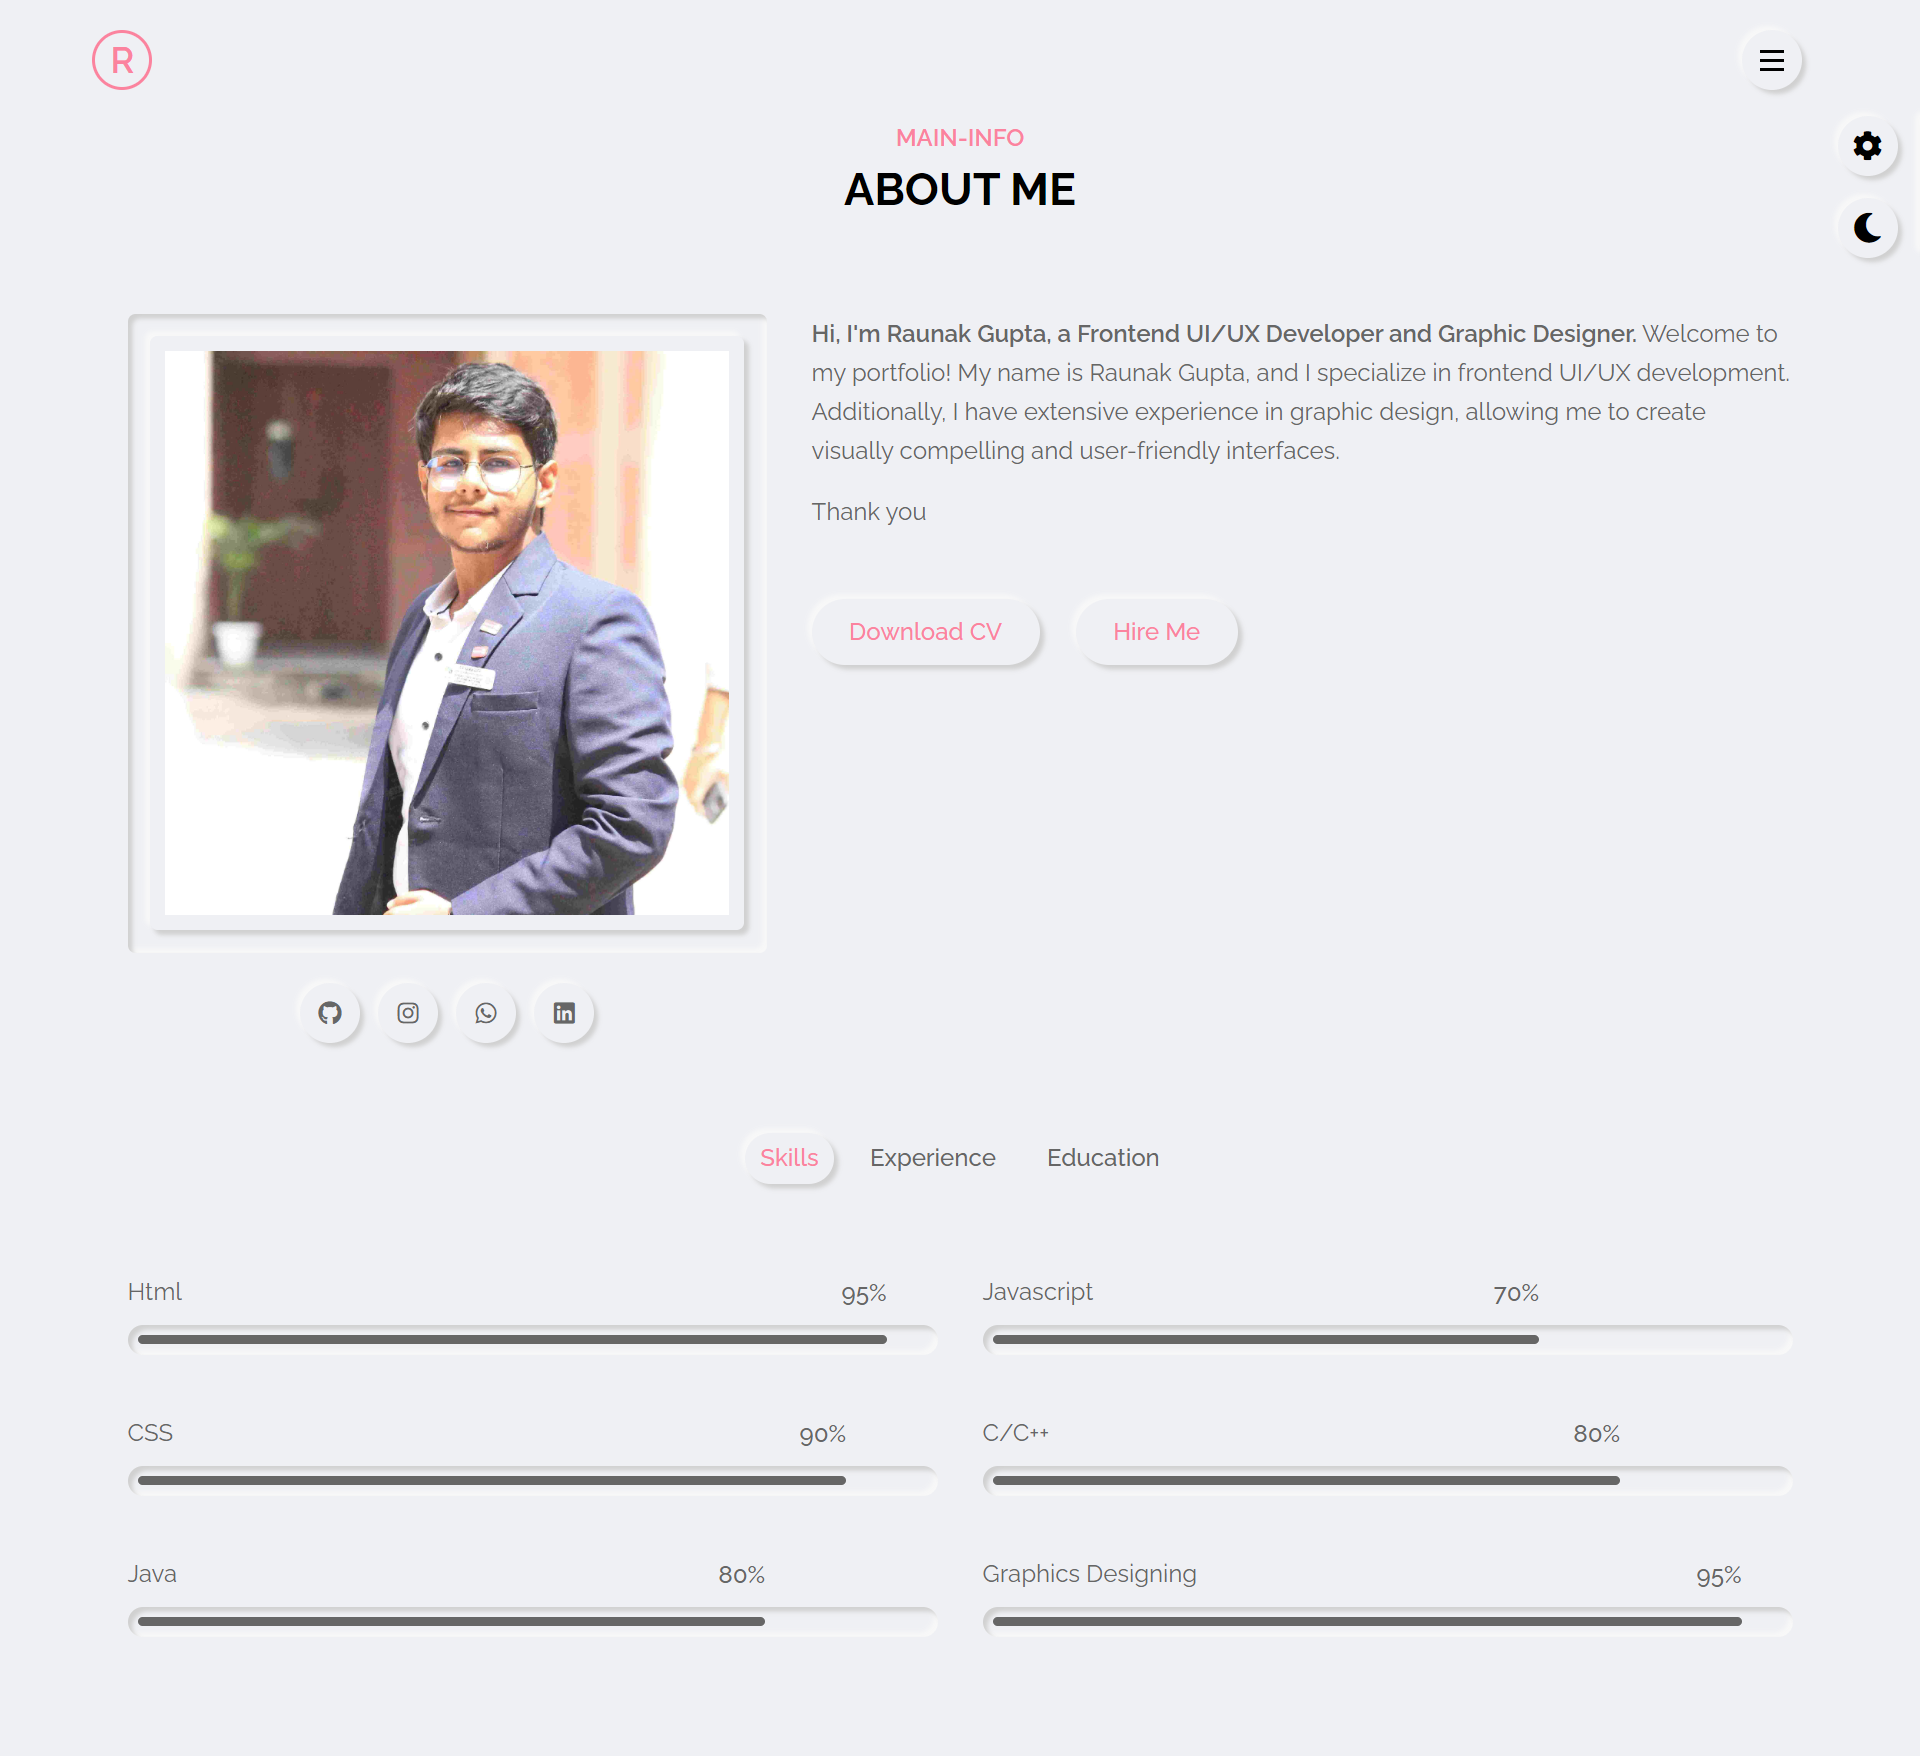 R
MAIN-INFO
ABOUT ME
Hi, I'm Raunak Gupta, a Frontend UI/UX Developer and Graphic Designer. Welcome to
my portfolio! My name is Raunak Gupta, and I specialize in frontend UI/UX development.
Additionally, I have extensive experience in graphic design, allowing me to create
visually compelling and user-friendly interfaces.
Thank you
Download CV
Hire Me
Skills
Experience
Education
Html
95%
Javascript
70%
CSS
90%
C/C++
80%
Java
80%
Graphics Designing
95%